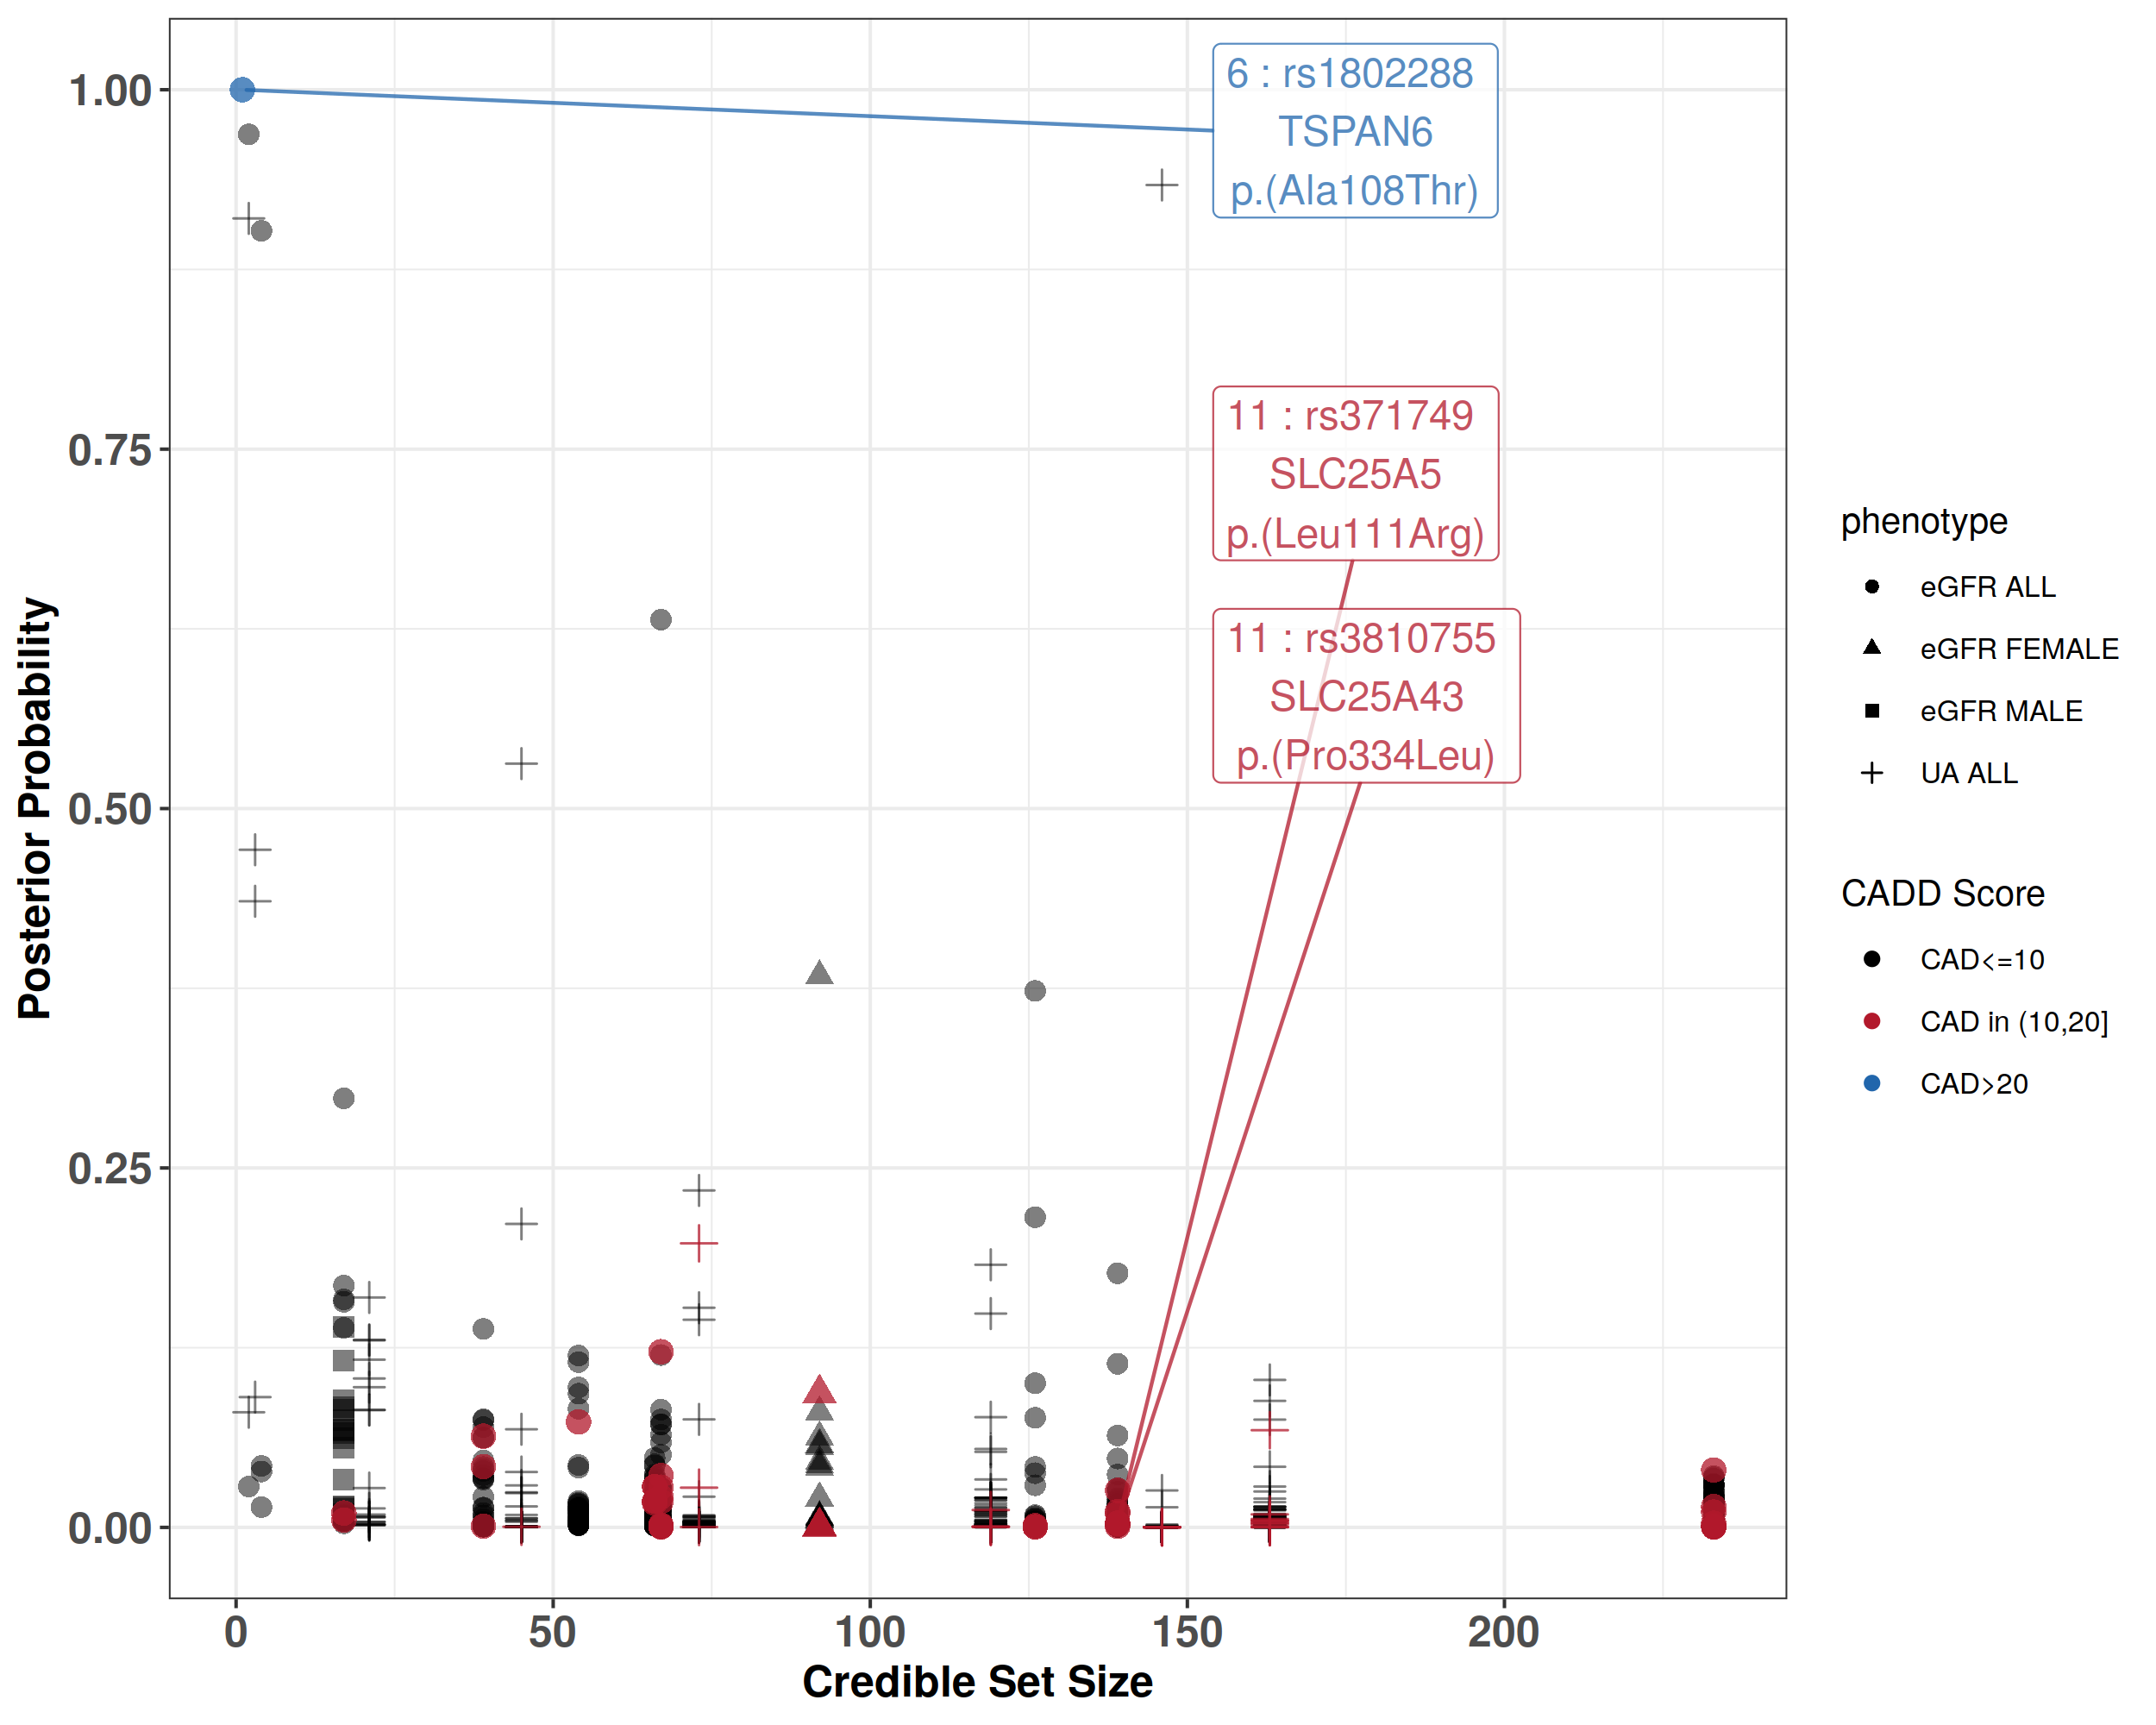 1.00
0.75
0.50
0.25
0.00
Posterior Probability
0
50
100
150
200
Credible Set Size
6 : rs1802288
TSPAN6
p.(Ala108Thr)
11 : rs371749
SLC25A5
p.(Leu111Arg)
11 : rs3810755
SLC25A43
p.(Pro334Leu)
phenotype
eGFR ALL
eGFR FEMALE
eGFR MALE
UA ALL
CADD Score
CAD<=10
CAD in (10,20]
CAD>20